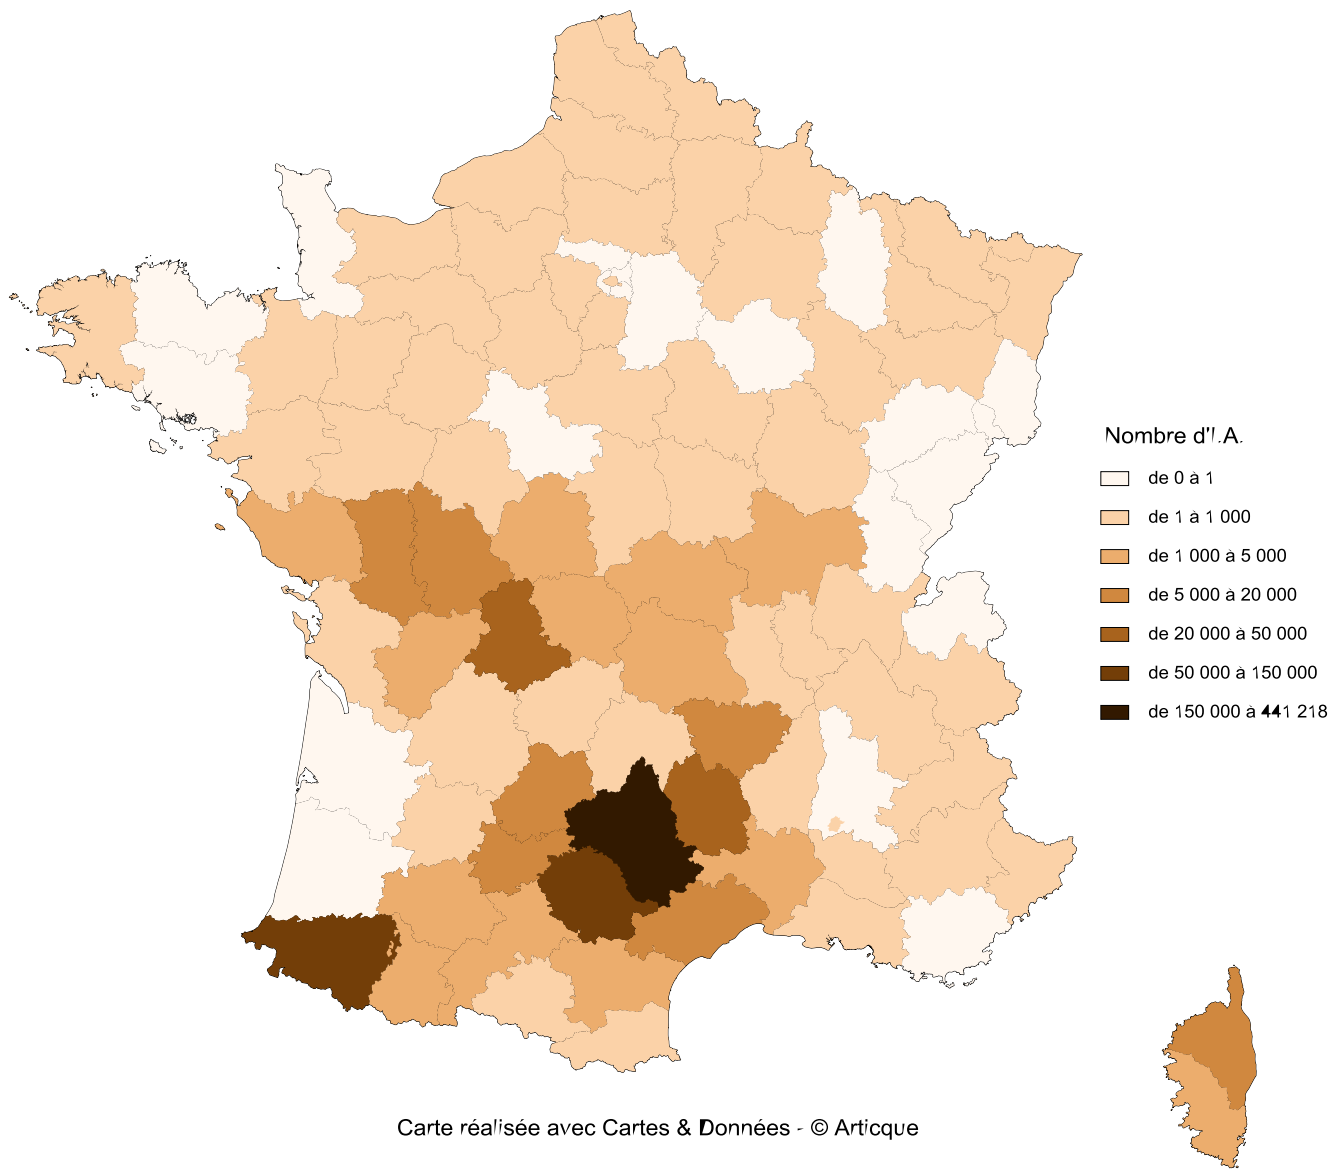 Nombre d'I.A.
de 0 à 1
de 1 à 1 000
de 1 000 à 5 000
de 5 000 à 20 000
de 20 000 à 50 000
de 50 000 à 150 000
de 150 000 à 441 218
Carte réalisée avec Cartes & Données - © Articque